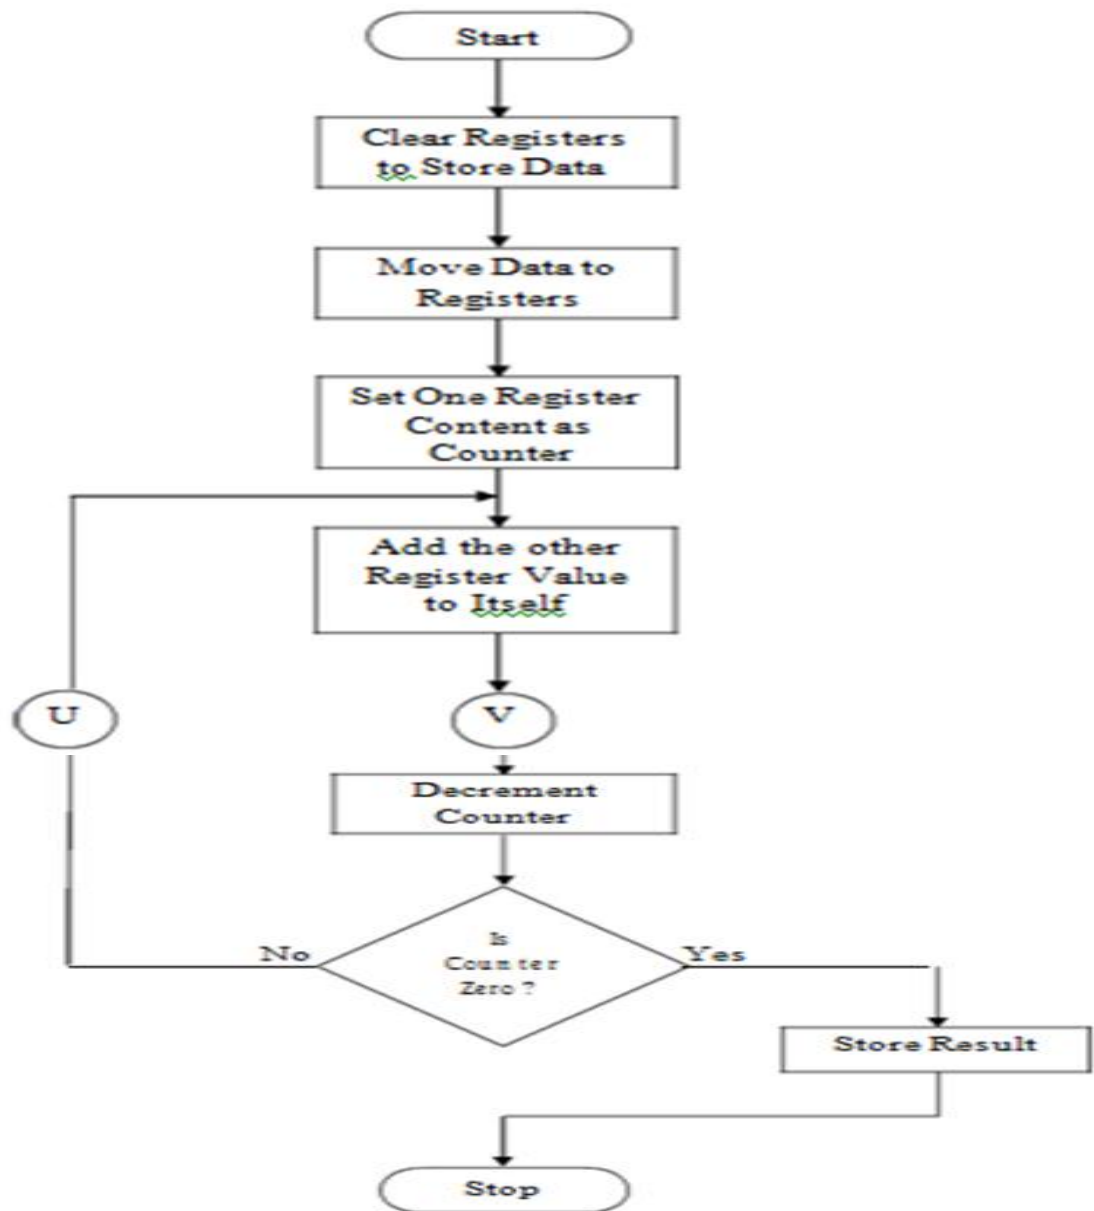 Start
Clear Registers
to Store Data
Move Data to
Registers
Set One Register
Content as
Counter
Add the other
Register Value
to Itself
U
V
Decrement
Counter
Is
Counter
Zero ?
No
Yes
Store Result
Stop